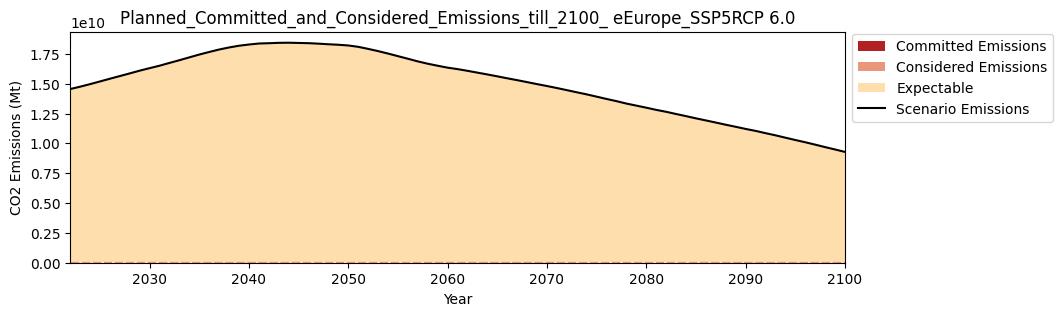 Planned_Committed_and_Considered_Emissions_till_2100_ eEurope_SSP5RCP 6.0
1e10
CO2 Emissions (Mt)
1.75
1.50
1.25
1.00
0.75
0.50
0.25
0.00
2030 2040 2050 2060 2070 2080 2090 2100
Year
Committed Emissions
Considered Emissions
Expectable
Scenario Emissions